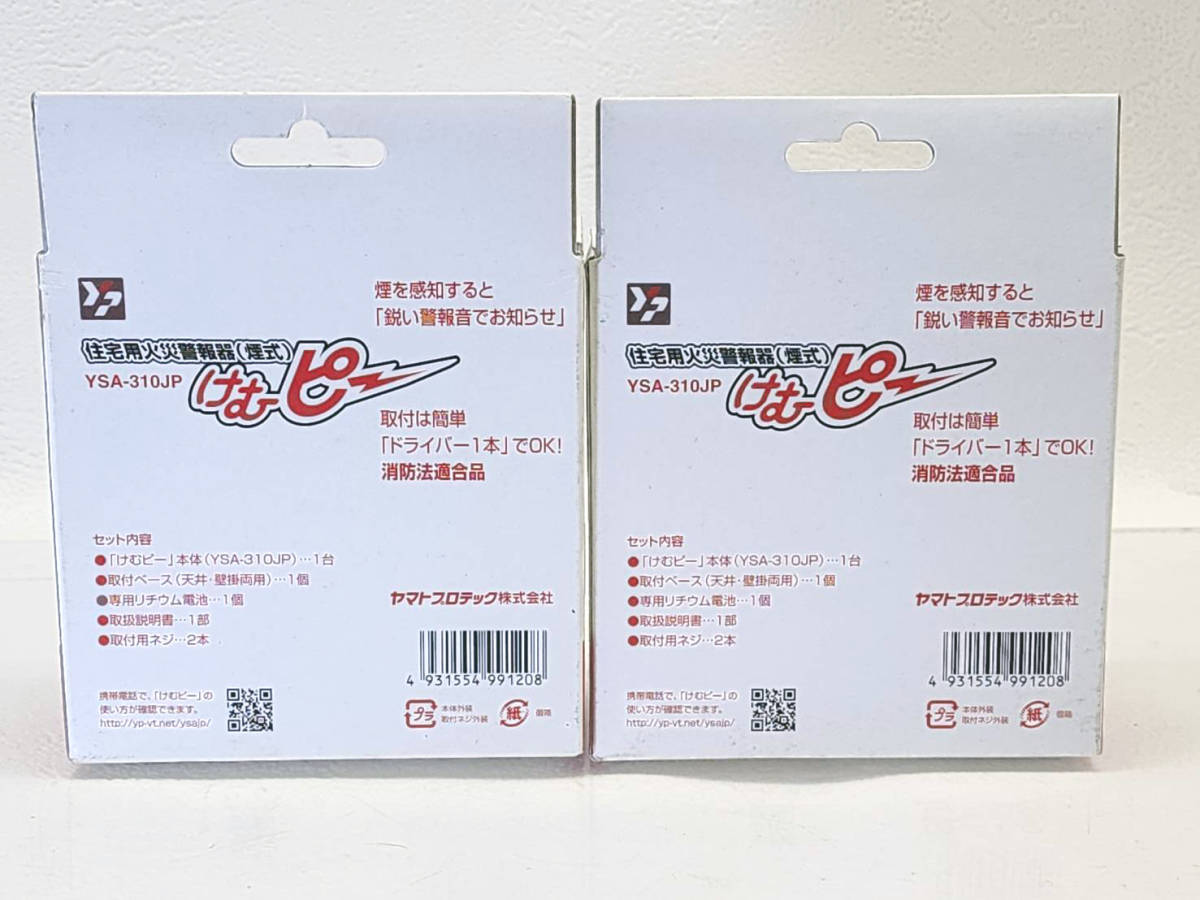 YP
煙を感知すると
「鋭い警報音でお知らせ」
住宅用火災警報器(煙式)
YSA-310JP
けむピー
取付は簡単
「ドライバー1本」でOK!
消防法適合品
セット内容
●「けむピー」本体(YSA-310JP)…1台
●取付ベース(天井・壁掛両用)…1個
●専用リチウム電池…1個
●取扱説明書…1部
●取付用ネジ…2本
ヤマトプロテック株式会社
4 931554 991208
携帯電話で、「けむピー」の
使い方が確認できます。
http://yp-vt.net/ysajp/
プラ
本体外装
取付ネジ外装
紙
個箱
YP
煙を感知すると
「鋭い警報音でお知らせ」
住宅用火災警報器(煙式)
YSA-310JP
けむピー
取付は簡単
「ドライバー1本」でOK!
消防法適合品
セット内容
●「けむピー」本体(YSA-310JP)…1台
●取付ベース(天井・壁掛両用)…1個
●専用リチウム電池…1個
●取扱説明書…1部
●取付用ネジ…2本
ヤマトプロテック株式会社
4 931554 991208
携帯電話で、「けむピー」の
使い方が確認できます。
http://yp-vt.net/ysajp/
プラ
本体外装
取付ネジ外装
紙
個箱